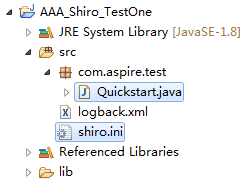 AAA_Shiro_TestOne
JRE System Library [JavaSE-1.8]
src
com.aspire.test
Quickstart.java
logback.xml
shiro.ini
Referenced Libraries
lib